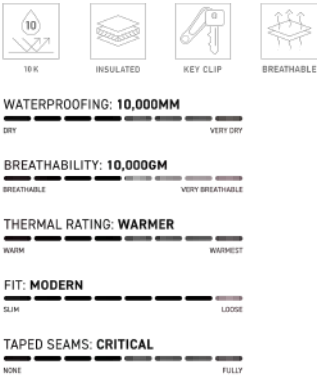 10
10 K INSULATED KEY CLIP BREATHABLE
WATERPROOFING: 10,000MM
DRY VERY DRY
BREATHABILITY: 10,000GM
BREATHABLE VERY BREATHABLE
THERMAL RATING: WARMER
WARM WARMEST
FIT: MODERN
SLIM LOOSE
TAPED SEAMS: CRITICAL
NONE FULLY